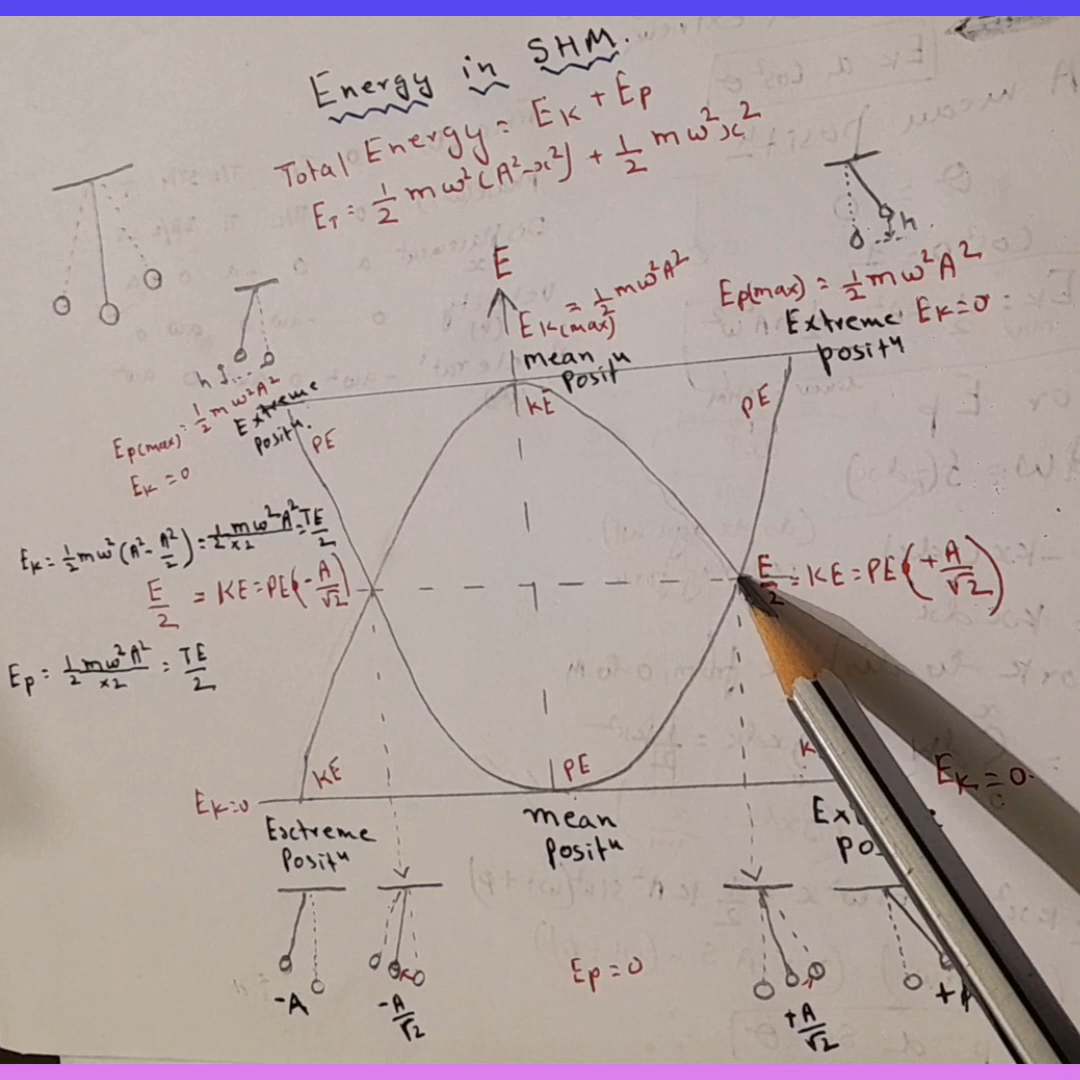 Energy in SHM.
Total Energy = EK + EP
ET = 1/2 mω²(A²-x²) + 1/2 mω²x²
E
EK(max) = 1/2 mω²A²
mean positⁿ
KE
h
Ep(max) = 1/2 mω²A²
Extreme positⁿ
EK=0
PE
h
Ep(max) = 1/2 mω²A²
Extreme positⁿ.
EK=0
PE
EK = 1/2 mω²(A² - A²/2) = 1/2 mω²A²/×2 = TE/2
E/2 = KE = PE(-A/√2)
Ep = 1/2 mω²A²/×2 = TE/2
E/2 = KE = PE(+A/√2)
KE
PE
EK=0
EK=0
Extreme positⁿ
mean positⁿ
-A
-A/√2
Ep=0
+A/√2